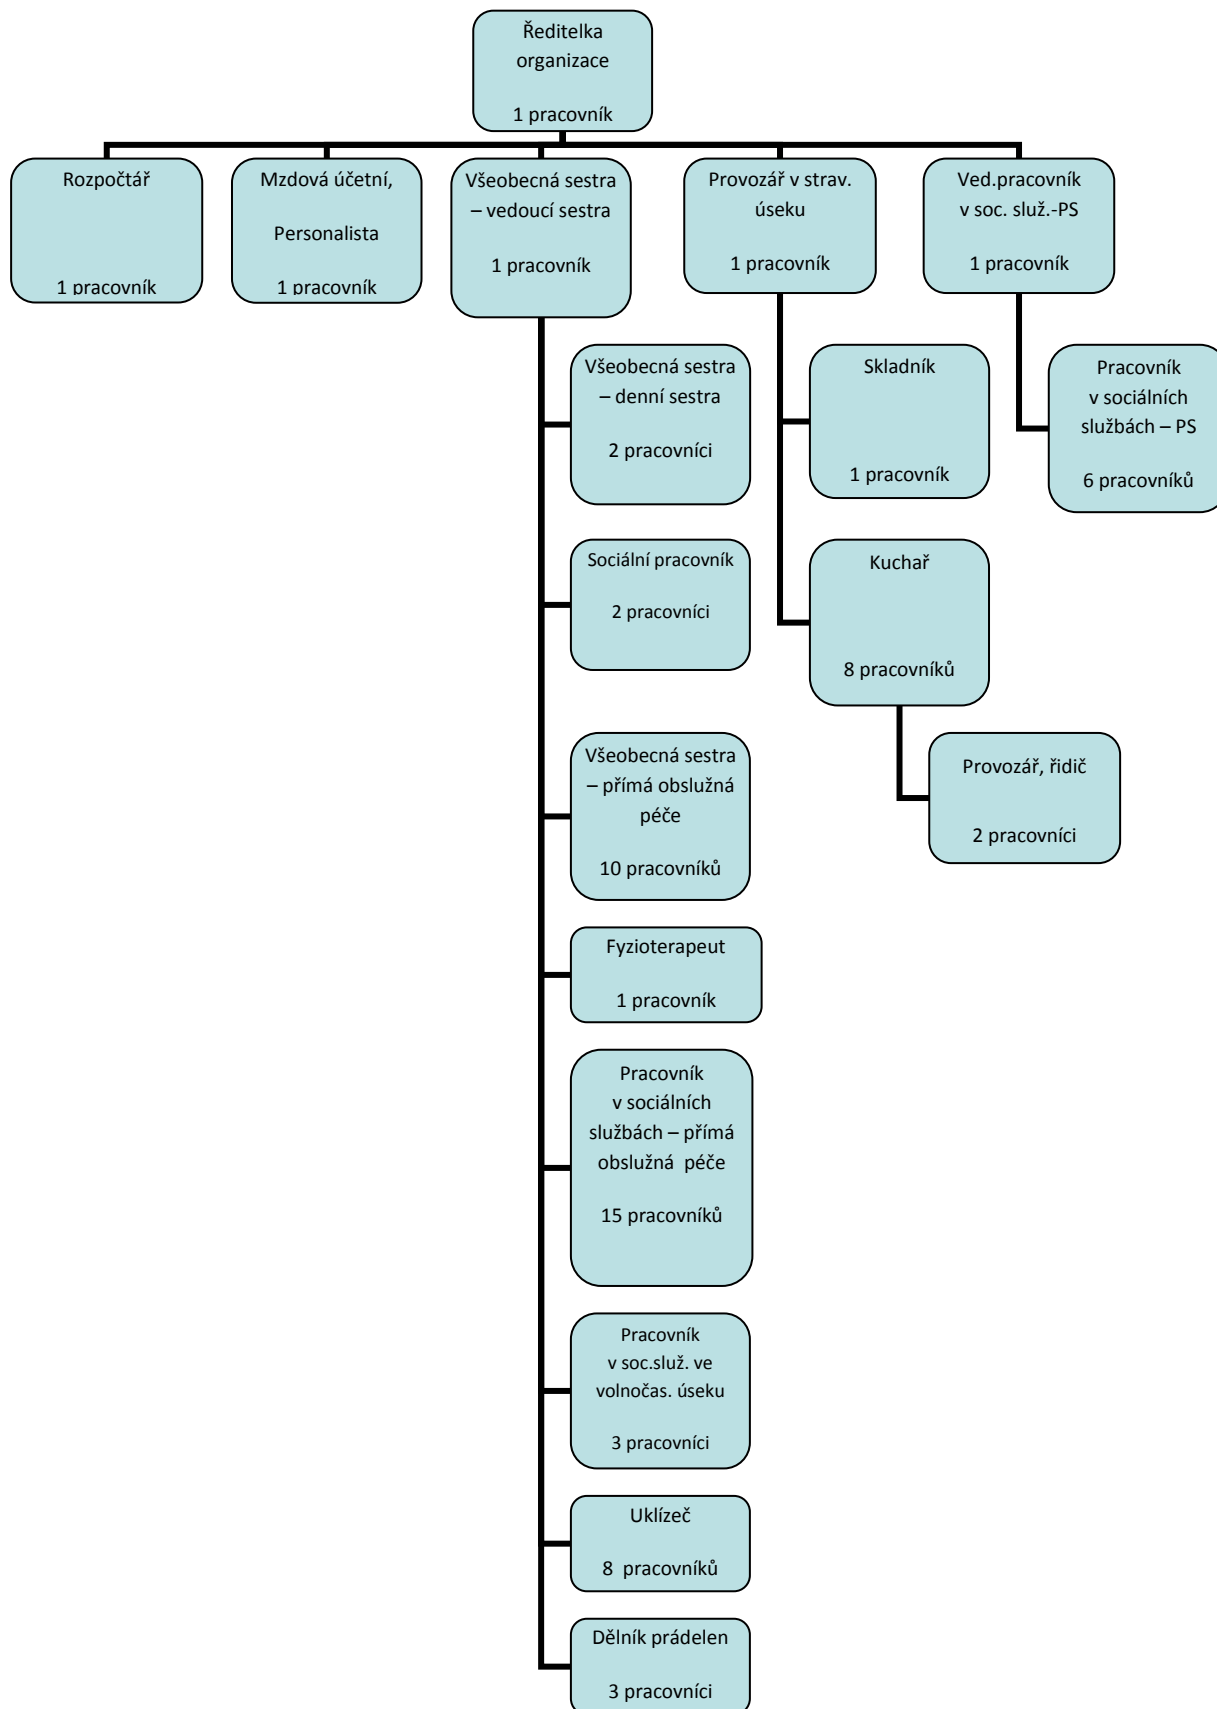 Ředitelka
organizace
1 pracovník
Rozpočtář
1 pracovník
Mzdová účetní,
Personalista
1 pracovník
Všeobecná sestra
– vedoucí sestra
1 pracovník
Provozář v strav.
úseku
1 pracovník
Ved.pracovník
v soc. služ.-PS
1 pracovník
Všeobecná sestra
– denní sestra
2 pracovníci
Skladník
1 pracovník
Pracovník
v sociálních
službách – PS
6 pracovníků
Sociální pracovník
2 pracovníci
Kuchař
8 pracovníků
Všeobecná sestra
– přímá obslužná
péče
10 pracovníků
Provozář, řidič
2 pracovníci
Fyzioterapeut
1 pracovník
Pracovník
v sociálních
službách – přímá
obslužná  péče
15 pracovníků
Pracovník
v soc.služ. ve
volnočas. úseku
3 pracovníci
Uklízeč
8  pracovníků
Dělník prádelen
3 pracovníci